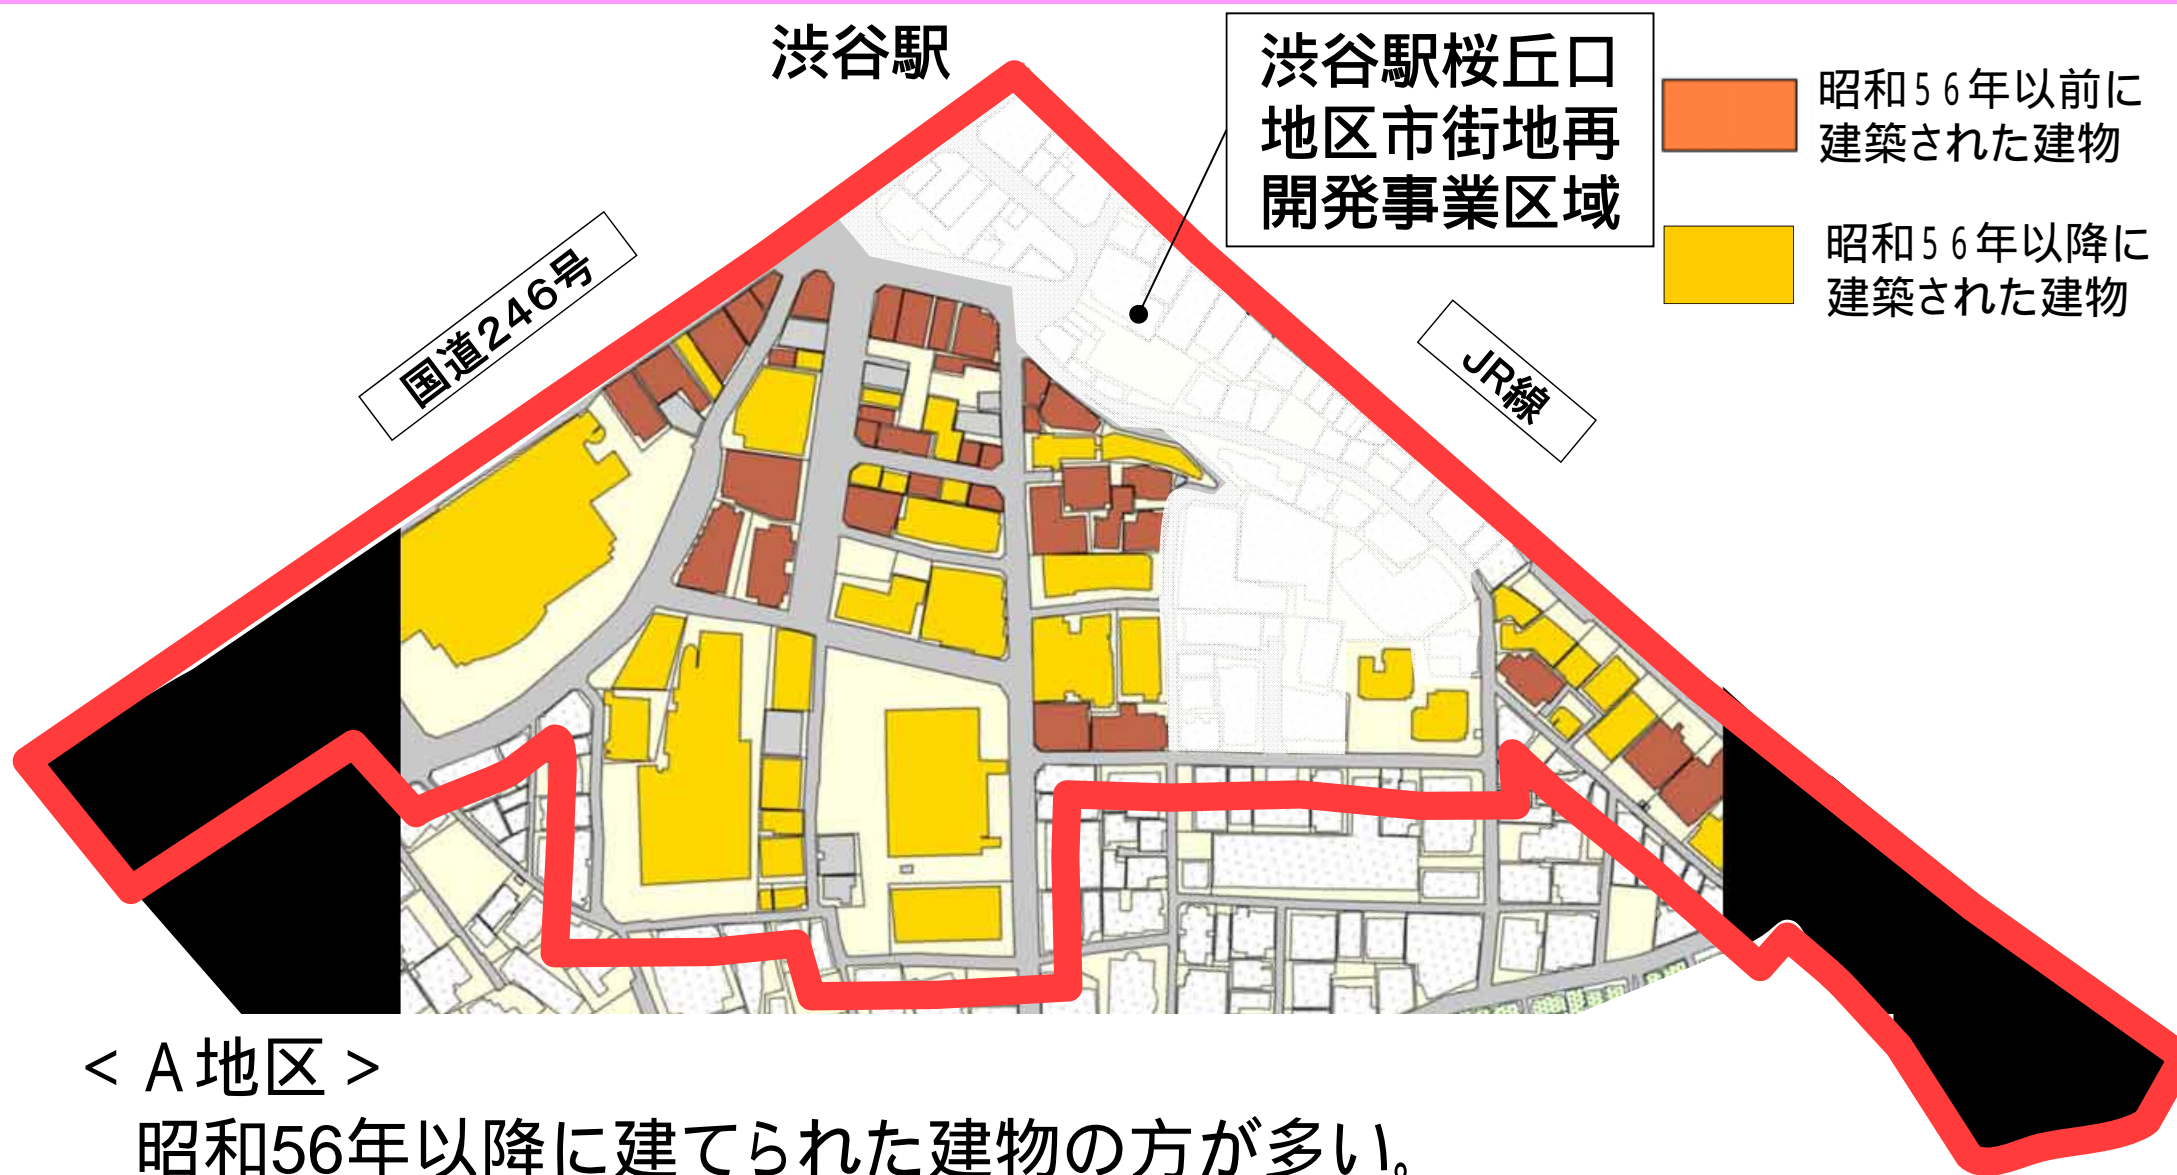 渋谷駅
渋谷駅桜丘口
地区市街地再
開発事業区域
昭和５６年以前に
建築された建物
昭和５６年以降に
建築された建物
国道246号
JR線
＜Ａ地区＞
昭和56年以降に建てられた建物の方が多い。